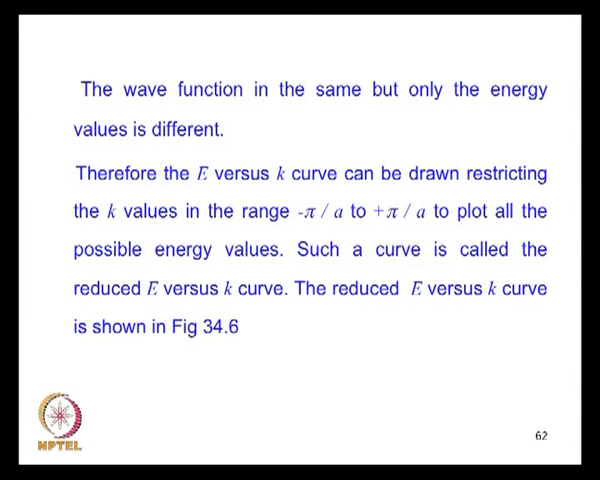 The wave function in the same but only the energy
values is different.
Therefore the E versus k curve can be drawn restricting
the k values in the range -π / a to +π / a to plot all the
possible energy values. Such a curve is called the
reduced E versus k curve. The reduced E versus k curve
is shown in Fig 34.6
NPTEL
62